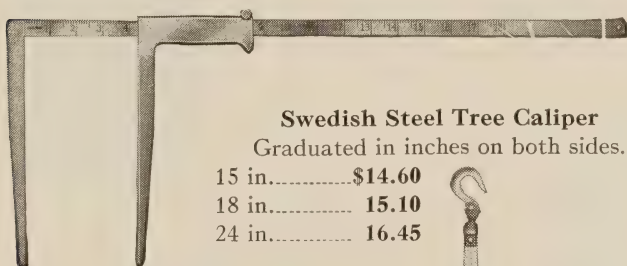 Swedish Steel Tree Caliper
Graduated in inches on both sides.
15 in.............$14.60
18 in............. 15.10
24 in............. 16.45